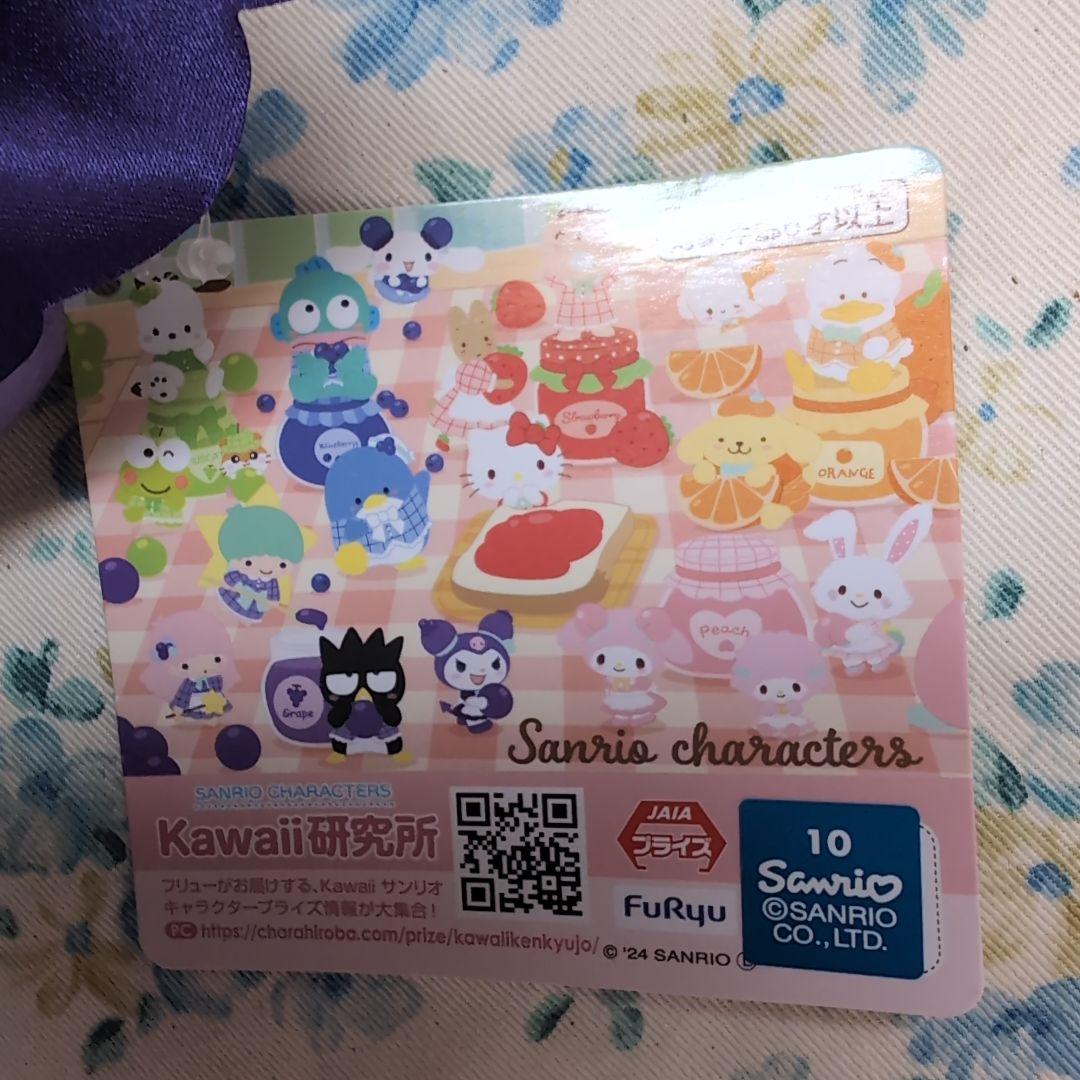 才以上
Blueberry
Strawberry
ORANGE
Peach
Grape
Sanrio characters
SANRIO CHARACTERS
Kawaii研究所
フリューがお届けする、Kawaii サンリオ
キャラクタープライズ情報が大集合!
PC https://charahiroba.com/prize/kawaiikenkyujo/
© '24 SANRIO Ⓛ
JAIA
プライズ
FuRyu
10
Sanrio
©SANRIO
CO.,LTD.